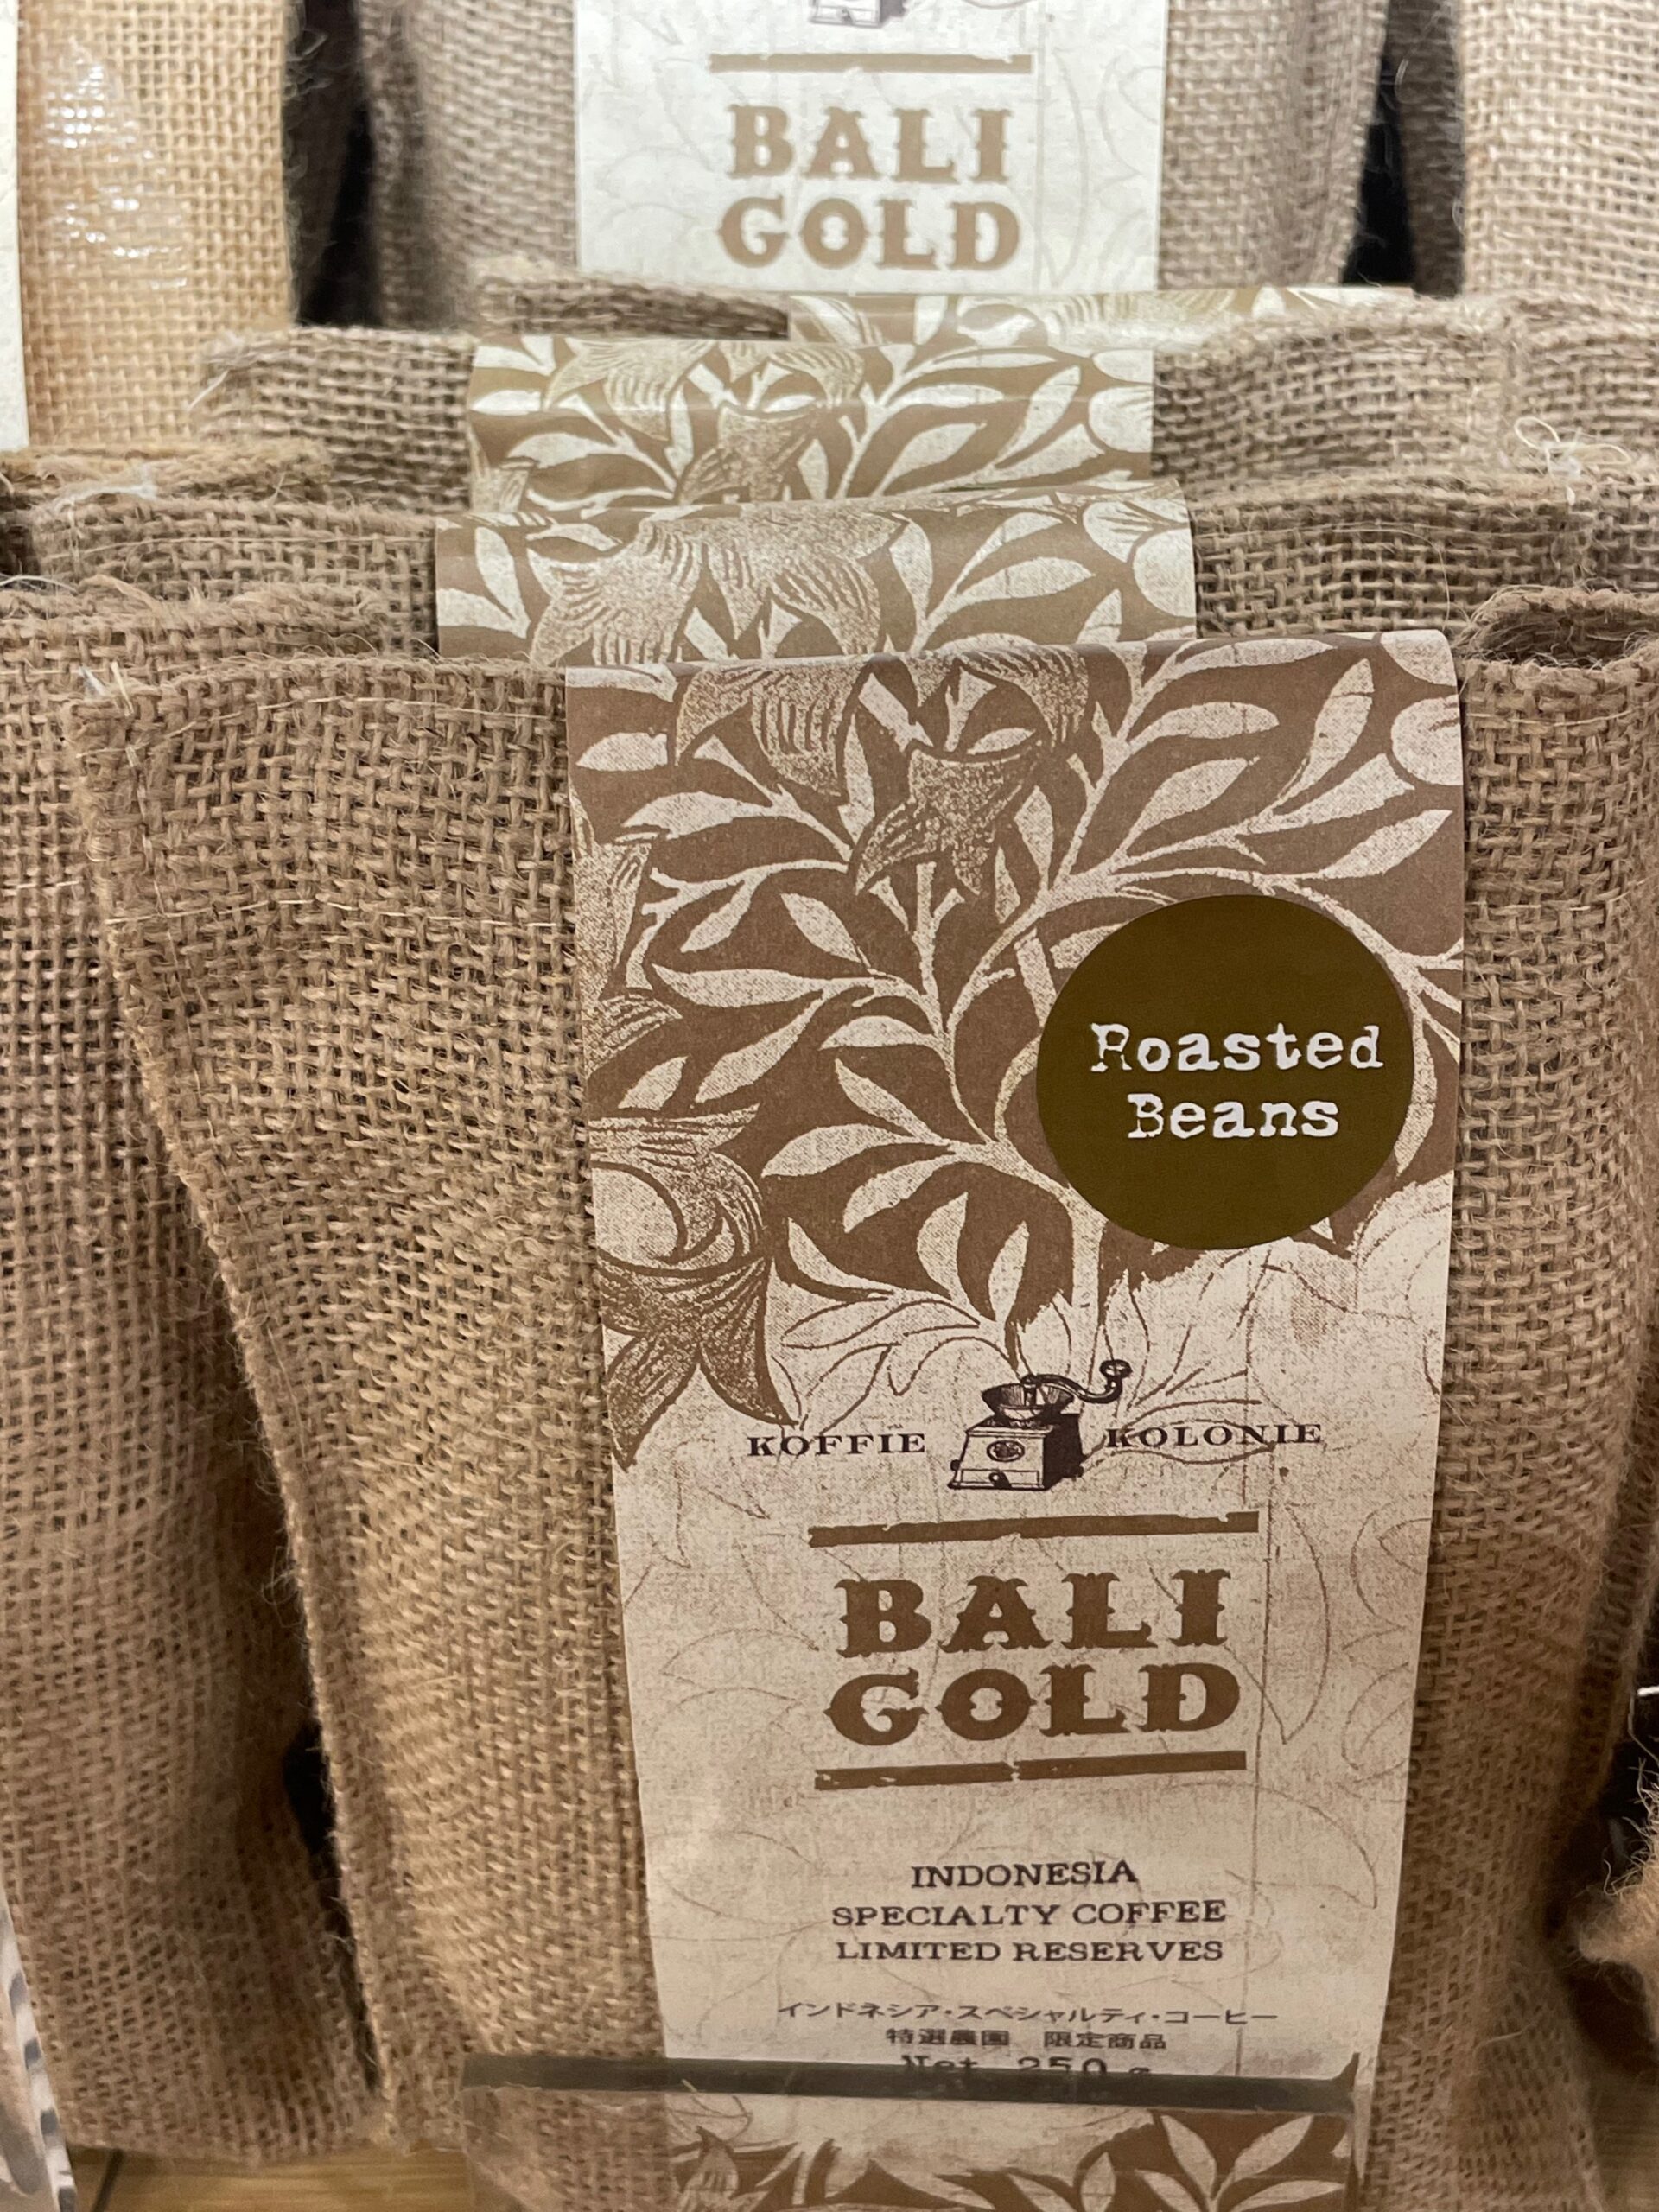 BALI
GOLD
Roasted
Beans
KOFFIE KOLONIE
BALI
GOLD
INDONESIA
SPECIALTY COFFEE
LIMITED RESERVES
インドネシア・スペシャルティ・コーヒー
特選農園 限定商品
Net 250 g